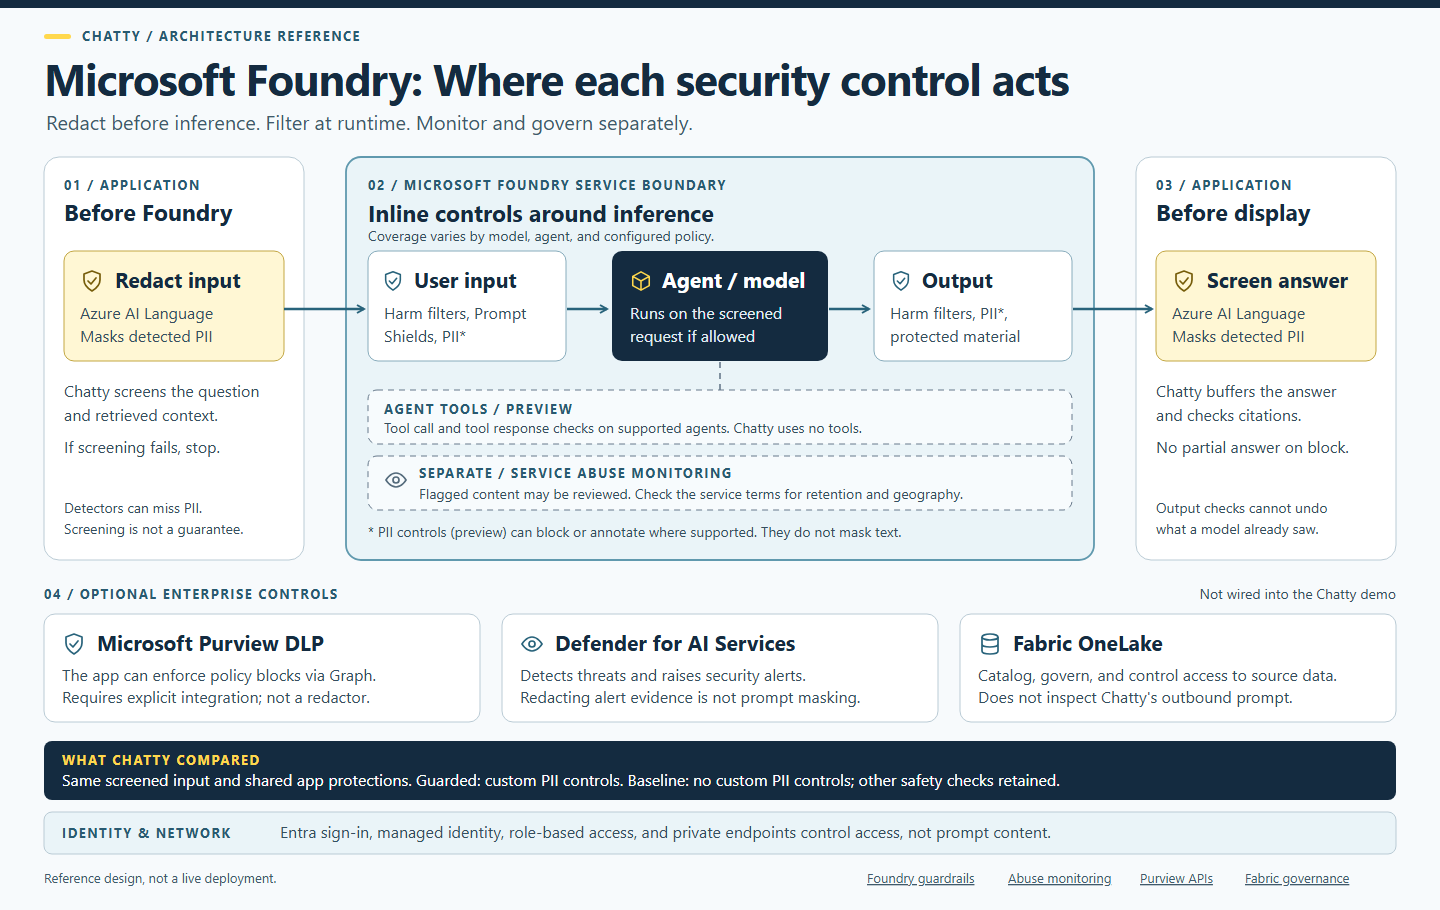 CHATTY / ARCHITECTURE REFERENCE
Microsoft Foundry: Where each security control acts
Redact before inference. Filter at runtime. Monitor and govern separately.
01 / APPLICATION
Before Foundry
Redact input
Azure AI Language
Masks detected PII
Chatty screens the question
and retrieved context.
If screening fails, stop.
Detectors can miss PII.
Screening is not a guarantee.
02 / MICROSOFT FOUNDRY SERVICE BOUNDARY
Inline controls around inference
Coverage varies by model, agent, and configured policy.
User input
Harm filters, Prompt
Shields, PII*
Agent / model
Runs on the screened
request if allowed
Output
Harm filters, PII*,
protected material
AGENT TOOLS / PREVIEW
Tool call and tool response checks on supported agents. Chatty uses no tools.
SEPARATE / SERVICE ABUSE MONITORING
Flagged content may be reviewed. Check the service terms for retention and geography.
* PII controls (preview) can block or annotate where supported. They do not mask text.
03 / APPLICATION
Before display
Screen answer
Azure AI Language
Masks detected PII
Chatty buffers the answer
and checks citations.
No partial answer on block.
Output checks cannot undo
what a model already saw.
04 / OPTIONAL ENTERPRISE CONTROLS
Not wired into the Chatty demo
Microsoft Purview DLP
The app can enforce policy blocks via Graph.
Requires explicit integration; not a redactor.
Defender for AI Services
Detects threats and raises security alerts.
Redacting alert evidence is not prompt masking.
Fabric OneLake
Catalog, govern, and control access to source data.
Does not inspect Chatty's outbound prompt.
WHAT CHATTY COMPARED
Same screened input and shared app protections. Guarded: custom PII controls. Baseline: no custom PII controls; other safety checks retained.
IDENTITY & NETWORK
Entra sign-in, managed identity, role-based access, and private endpoints control access, not prompt content.
Reference design, not a live deployment.
Foundry guardrails
Abuse monitoring
Purview APIs
Fabric governance